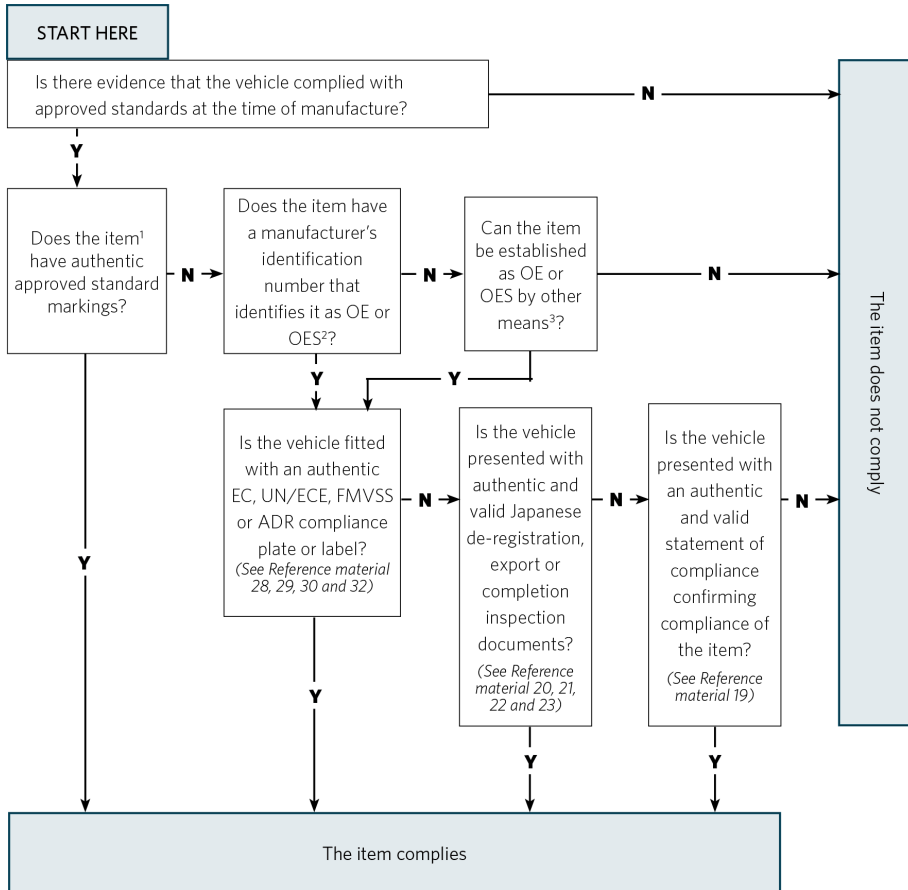 START HERE
Is there evidence that the vehicle complied with
approved standards at the time of manufacture?
N
Y
Does the item¹
have authentic
approved standard
markings?
N
Does the item have
a manufacturer's
identification
number that
identifies it as OE or
OES²?
N
Can the item
be established
as OE or
OES by other
means³?
N
Y
Y
Is the vehicle fitted
with an authentic
EC, UN/ECE, FMVSS
or ADR compliance
plate or label?
(See Reference material
28, 29, 30 and 32)
N
Is the vehicle
presented with
authentic and
valid Japanese
de-registration,
export or
completion
inspection
documents?
(See Reference
material 20, 21,
22 and 23)
N
Is the vehicle
presented with
an authentic
and valid
statement of
compliance
confirming
compliance of
the item?
(See Reference
material 19)
N
The item does not comply
Y
Y
Y
Y
The item complies